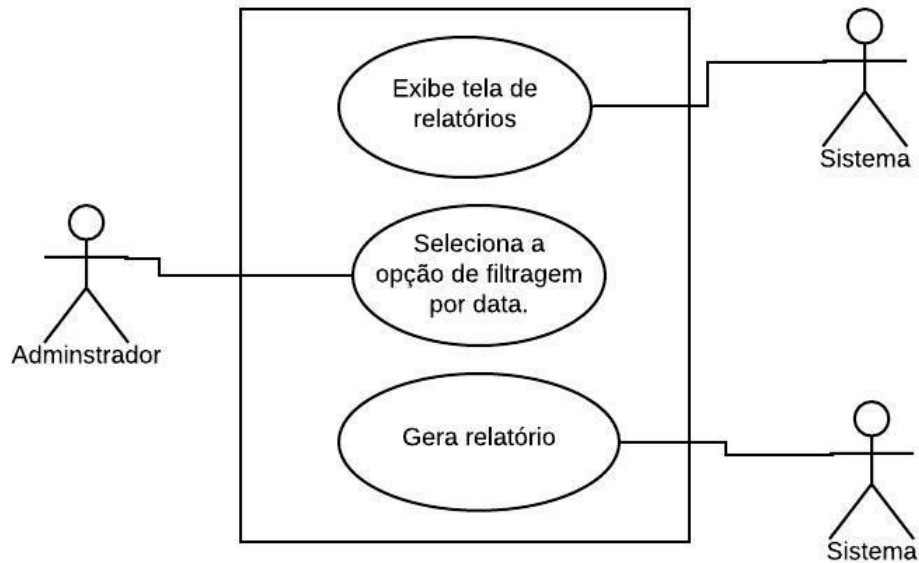 Exibe tela de
relatórios
Sistema
Seleciona a
opção de filtragem
por data.
Adminstrador
Gera relatório
Sistema